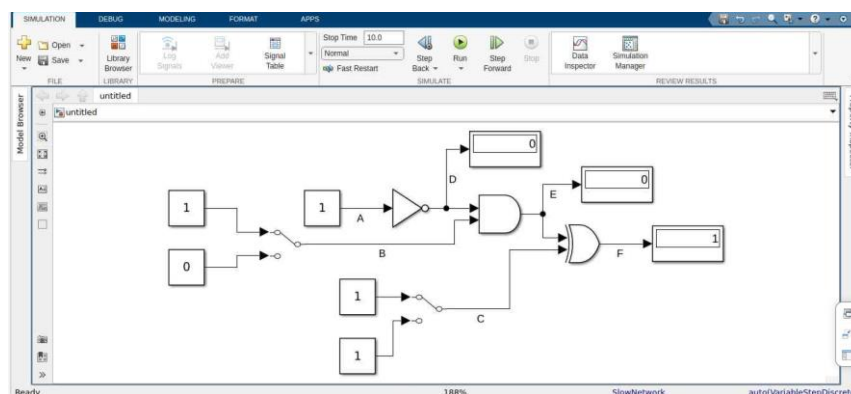 SIMULATION DEBUG MODELING FORMAT APPS
New Open Save FILE
Library Browser LIBRARY
Log Signals Add Viewer Signal Table PREPARE
Stop Time 10.0
Normal
Fast Restart
Step Back Run Step Forward Stop SIMULATE
Data Inspector Simulation Manager REVIEW RESULTS
Model Browser
untitled
untitled
0
D
0
E
1
1
A
1
F
B
0
1
C
1
Ready 188% SlowNetwork auto(VariableStepDiscrete